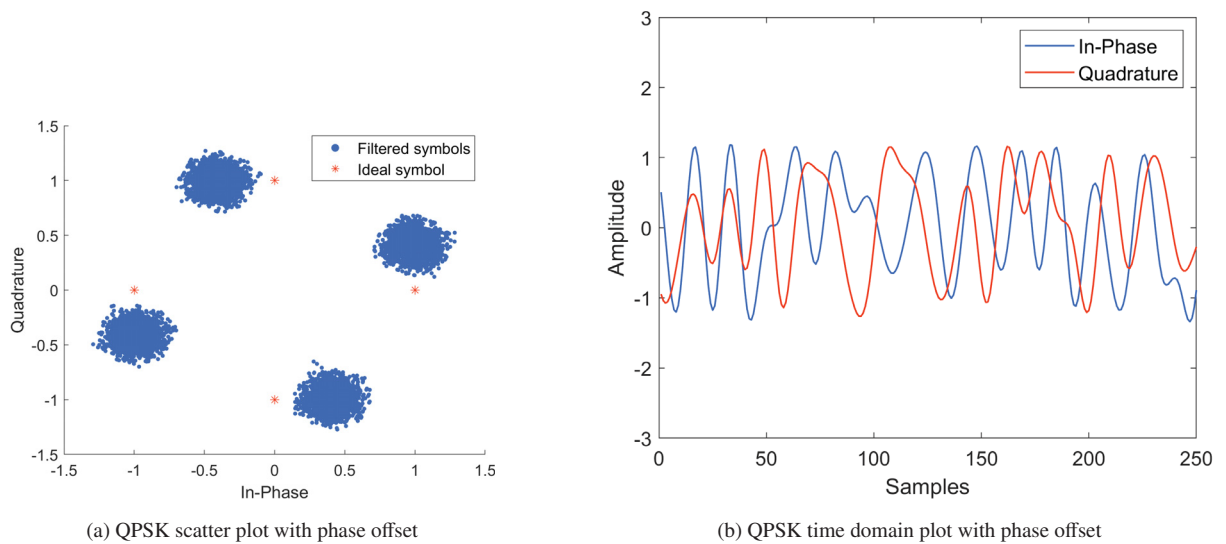 1.5
1
0.5
0
-0.5
-1
-1.5
Quadrature
-1.5 -1 -0.5 0 0.5 1 1.5
In-Phase
Filtered symbols
Ideal symbol
(a) QPSK scatter plot with phase offset
3
2
1
0
-1
-2
-3
Amplitude
0 50 100 150 200 250
Samples
In-Phase
Quadrature
(b) QPSK time domain plot with phase offset